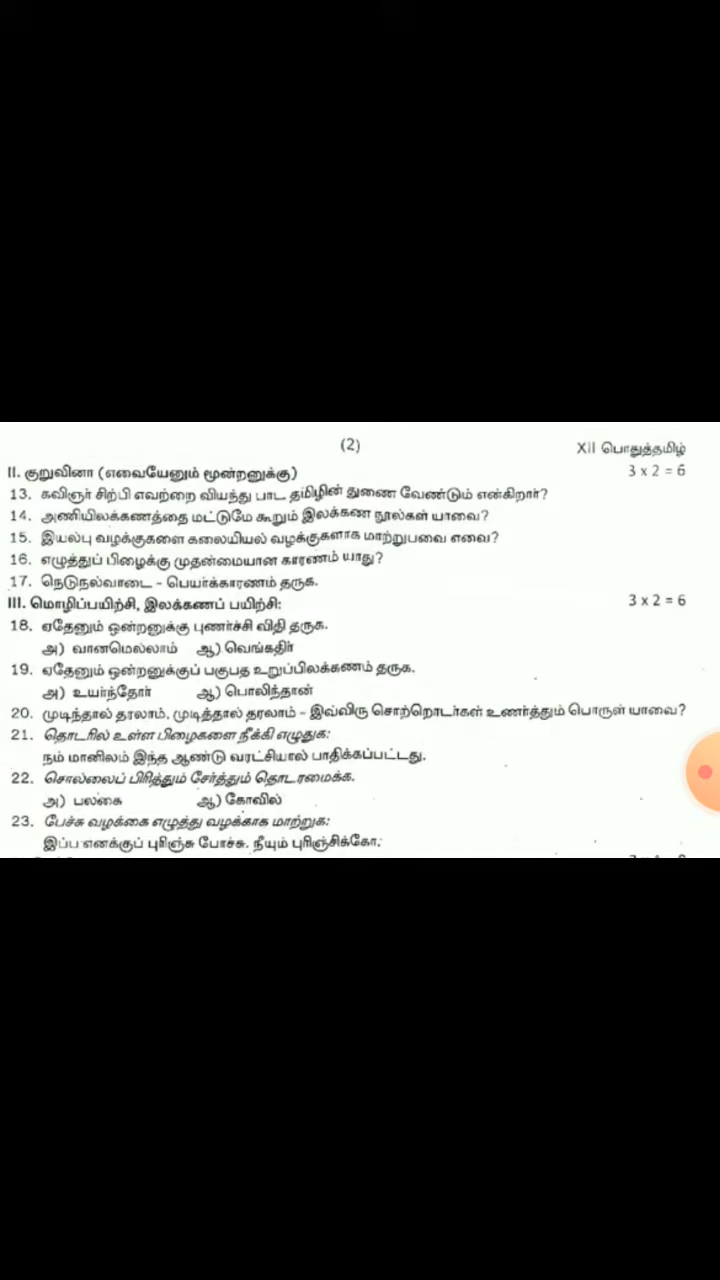 (2)
XII பொதுத்தமிழ்
II. குறுவினா (எவையேனும் மூன்றனுக்கு) 3 x 2 = 6
13. கவிஞர் சிற்பி எவற்றை வியந்து பாட தமிழின் துணை வேண்டும் என்கிறார்?
14. அணியிலக்கணத்தை மட்டுமே கூறும் இலக்கண நூல்கள் யாவை?
15. இயல்பு வழக்குகளை கலையியல் வழக்குகளாக மாற்றுபவை எவை?
16. எழுத்துப் பிழைக்கு முதன்மையான காரணம் யாது?
17. நெடுநல்வாடை - பெயர்க்காரணம் தருக.
III. மொழிப்பயிற்சி, இலக்கணப் பயிற்சி: 3 x 2 = 6
18. ஏதேனும் ஒன்றனுக்கு புணர்ச்சி விதி தருக.
அ) வானமெல்லாம் ஆ) வெங்கதிர்
19. ஏதேனும் ஒன்றனுக்குப் பகுபத உறுப்பிலக்கணம் தருக.
அ) உயர்ந்தோர் ஆ) பொலிந்தான்
20. முடிந்தால் தரலாம், முடித்தால் தரலாம் - இவ்விரு சொற்றொடர்கள் உணர்த்தும் பொருள் யாவை?
21. தொடரில் உள்ள பிழைகளை நீக்கி எழுதுக:
நம் மானிலம் இந்த ஆண்டு வரட்சியால் பாதிக்கப்பட்டது.
22. சொல்லைப் பிரித்தும் சேர்த்தும் தொடரமைக்க.
அ) பலகை ஆ) கோவில்
23. பேச்சு வழக்கை எழுத்து வழக்காக மாற்றுக:
இப்ப எனக்குப் புரிஞ்சு போச்சு. நீயும் புரிஞ்சிக்கோ.